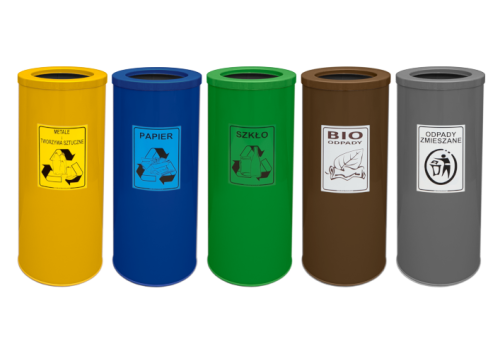 METALE
TWORZYWA SZTUCZNE
PAPIER
SZKŁO
BIO
ODPADY
ODPADY
ZMIESZANE